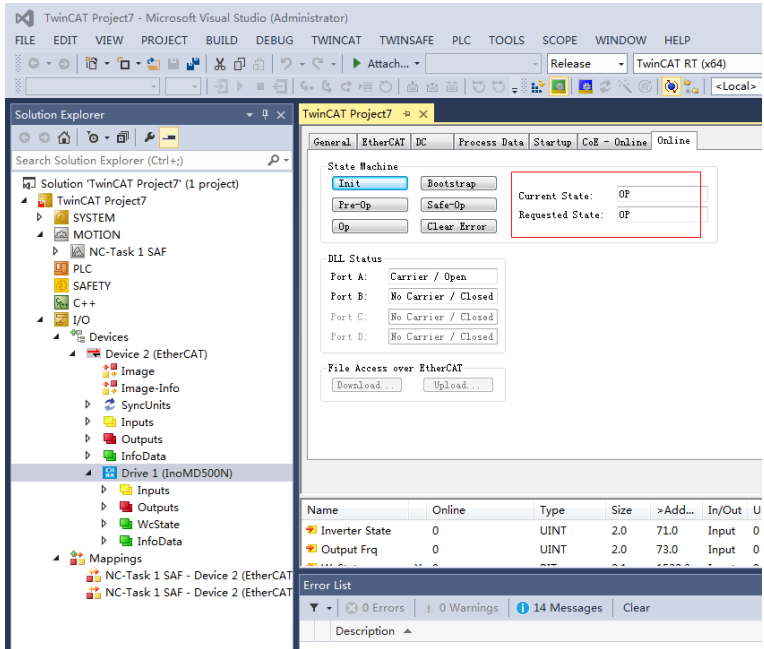 TwinCAT Project7 - Microsoft Visual Studio (Administrator)
FILE EDIT VIEW PROJECT BUILD DEBUG TWINCAT TWINSAFE PLC TOOLS SCOPE WINDOW HELP
Attach... Release TwinCAT RT (x64)
<Local>
Solution Explorer
Search Solution Explorer (Ctrl+;)
Solution 'TwinCAT Project7' (1 project)
TwinCAT Project7
SYSTEM
MOTION
NC-Task 1 SAF
PLC
SAFETY
C++
I/O
Devices
Device 2 (EtherCAT)
Image
Image-Info
SyncUnits
Inputs
Outputs
InfoData
Drive 1 (InoMD500N)
Inputs
Outputs
WcState
InfoData
Mappings
NC-Task 1 SAF - Device 2 (EtherCAT
NC-Task 1 SAF - Device 2 (EtherCAT
TwinCAT Project7
General EtherCAT DC Process Data Startup CoE - Online Online
State Machine
Init Bootstrap
Pre-Op Safe-Op
Op Clear Error
Current State: OP
Requested State: OP
DLL Status
Port A: Carrier / Open
Port B: No Carrier / Closed
Port C: No Carrier / Closed
Port D: No Carrier / Closed
File Access over EtherCAT
Download... Upload...
Name Online Type Size >Add... In/Out U
Inverter State 0 UINT 2.0 71.0 Input 0
Output Frq 0 UINT 2.0 73.0 Input 0
Error List
0 Errors 0 Warnings 14 Messages Clear
Description